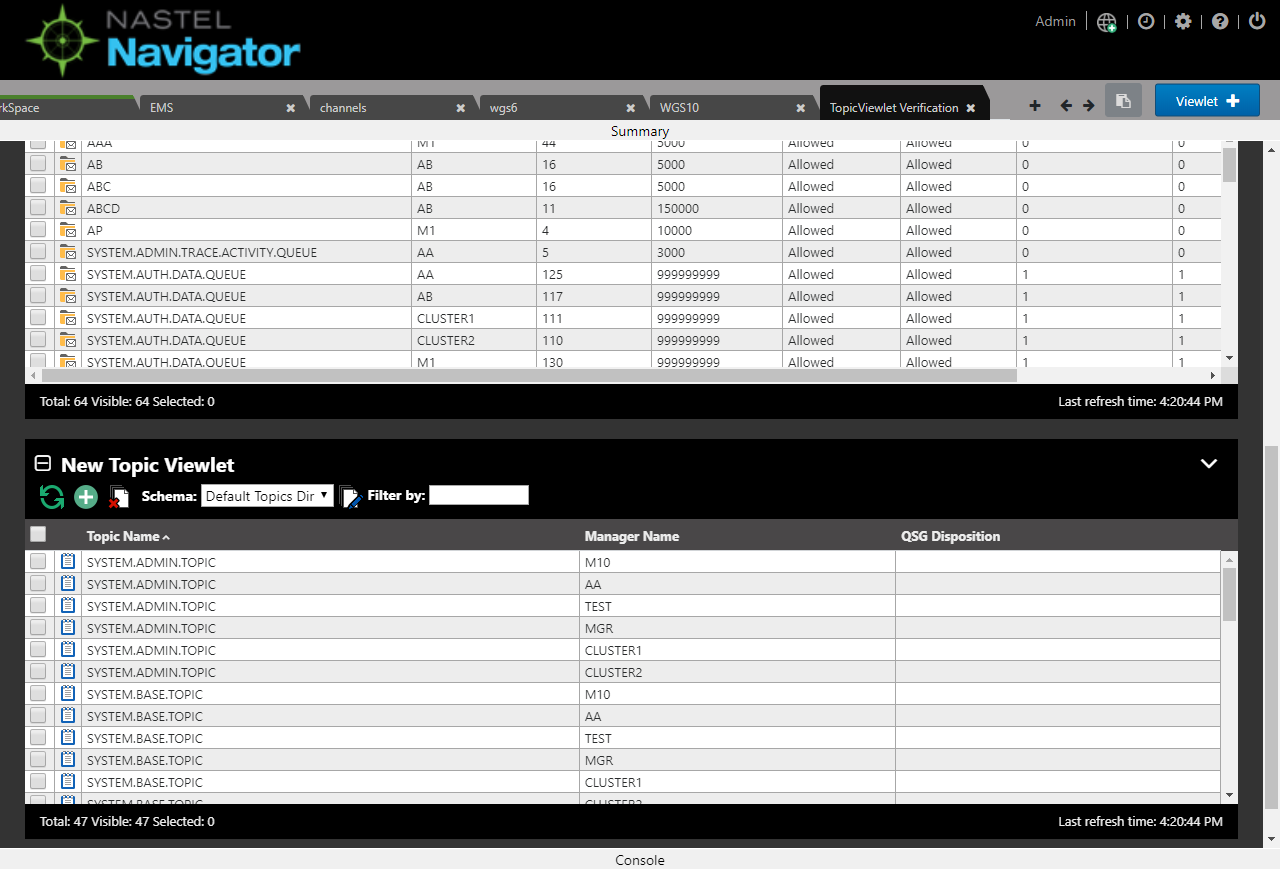 NASTEL
Navigator
Admin
rkSpace EMS channels wgs6 WGS10 TopicViewlet Verification Viewlet
Summary
AAA M1 44 5000 Allowed Allowed 0 0
AB AB 16 5000 Allowed Allowed 0 0
ABC AB 16 5000 Allowed Allowed 0 0
ABCD AB 11 150000 Allowed Allowed 0 0
AP M1 4 10000 Allowed Allowed 0 0
SYSTEM.ADMIN.TRACE.ACTIVITY.QUEUE AA 5 3000 Allowed Allowed 0 0
SYSTEM.AUTH.DATA.QUEUE AA 125 999999999 Allowed Allowed 1 1
SYSTEM.AUTH.DATA.QUEUE AB 117 999999999 Allowed Allowed 1 1
SYSTEM.AUTH.DATA.QUEUE CLUSTER1 111 999999999 Allowed Allowed 1 1
SYSTEM.AUTH.DATA.QUEUE CLUSTER2 110 999999999 Allowed Allowed 1 1
SYSTEM.AUTH.DATA.QUEUE M1 130 999999999 Allowed Allowed 1 1
Total: 64 Visible: 64 Selected: 0 Last refresh time: 4:20:44 PM
New Topic Viewlet
Schema: Default Topics Dir Filter by:
Topic Name Manager Name QSG Disposition
SYSTEM.ADMIN.TOPIC M10
SYSTEM.ADMIN.TOPIC AA
SYSTEM.ADMIN.TOPIC TEST
SYSTEM.ADMIN.TOPIC MGR
SYSTEM.ADMIN.TOPIC CLUSTER1
SYSTEM.ADMIN.TOPIC CLUSTER2
SYSTEM.BASE.TOPIC M10
SYSTEM.BASE.TOPIC AA
SYSTEM.BASE.TOPIC TEST
SYSTEM.BASE.TOPIC MGR
SYSTEM.BASE.TOPIC CLUSTER1
SYSTEM.BASE.TOPIC CLUSTER2
Total: 47 Visible: 47 Selected: 0 Last refresh time: 4:20:44 PM
Console